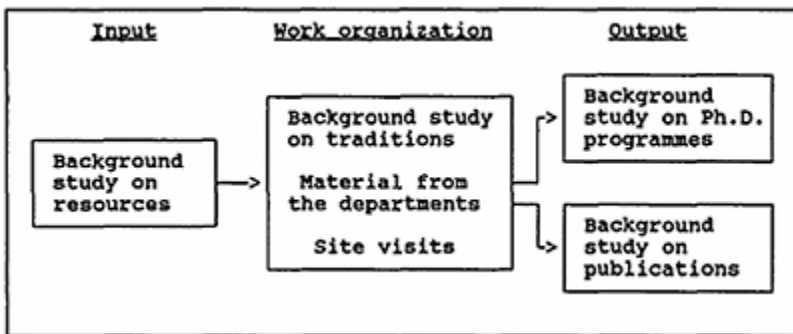 Input
Work organization
Output
Background
study on
resources
Background study
on traditions
Material from
the departments
Site visits
Background
study on Ph.D.
programmes
Background
study on
publications